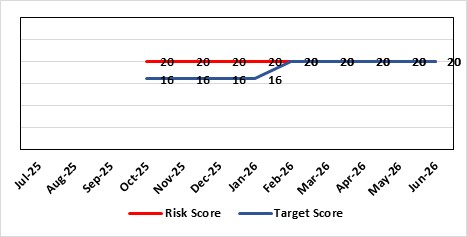 20 20 20 20 20 20 20 20 20
16 16 16 16
Jul-25 Aug-25 Sep-25 Oct-25 Nov-25 Dec-25 Jan-26 Feb-26 Mar-26 Apr-26 May-26 Jun-26
Risk Score Target Score